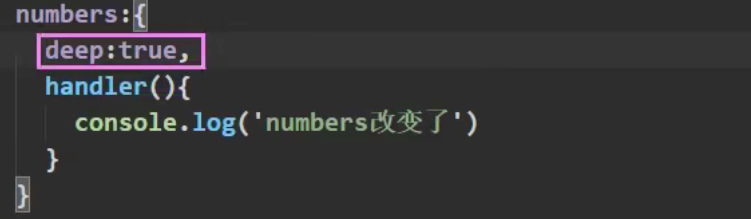 numbers:{
deep:true,
handler(){
console.log('numbers改变了')
}
}